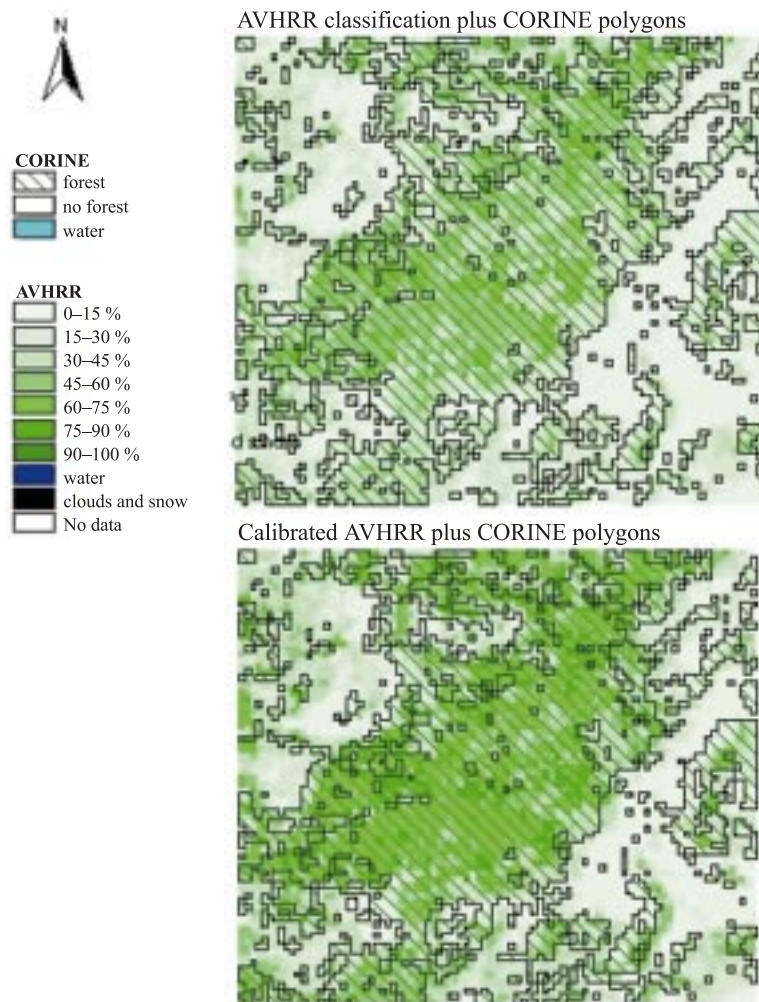 AVHRR classification plus CORINE polygons
N
CORINE
forest
no forest
water
AVHRR
0–15 %
15–30 %
30–45 %
45–60 %
60–75 %
75–90 %
90–100 %
water
clouds and snow
No data
Calibrated AVHRR plus CORINE polygons